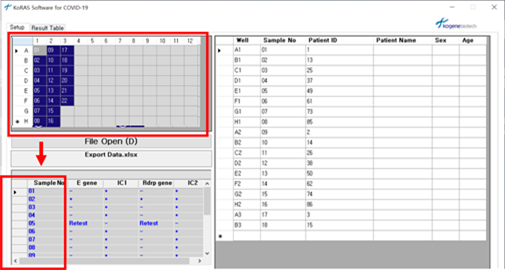 KoRAS Software for COVID-19
Setup Result Table
kogenebiotech
1 2 3 4 5 6 7 8 9 10 11 12
A 01 09 17
B 02 10 18
C 03 11 19
D 04 12 20
E 05 13 21
F 06 14 22
G 07 15
H 08 16
File Open (D)
Export Data.xlsx
Sample No E gene IC1 Rdrp gene IC2
01 - + - +
02 + + + +
03 - + - +
04 - + - +
05 Retest - Retest -
06 - + - +
07 - + - +
08 - + - +
09 - + - +
Well Sample No Patient ID Patient Name Sex Age
A1 01 1
B1 02 13
C1 03 25
D1 04 37
E1 05 49
F1 06 61
G1 07 73
H1 08 85
A2 09 2
B2 10 14
C2 11 26
D2 12 38
E2 13 50
F2 14 62
G2 15 74
H2 16 86
A3 17 3
B3 18 15